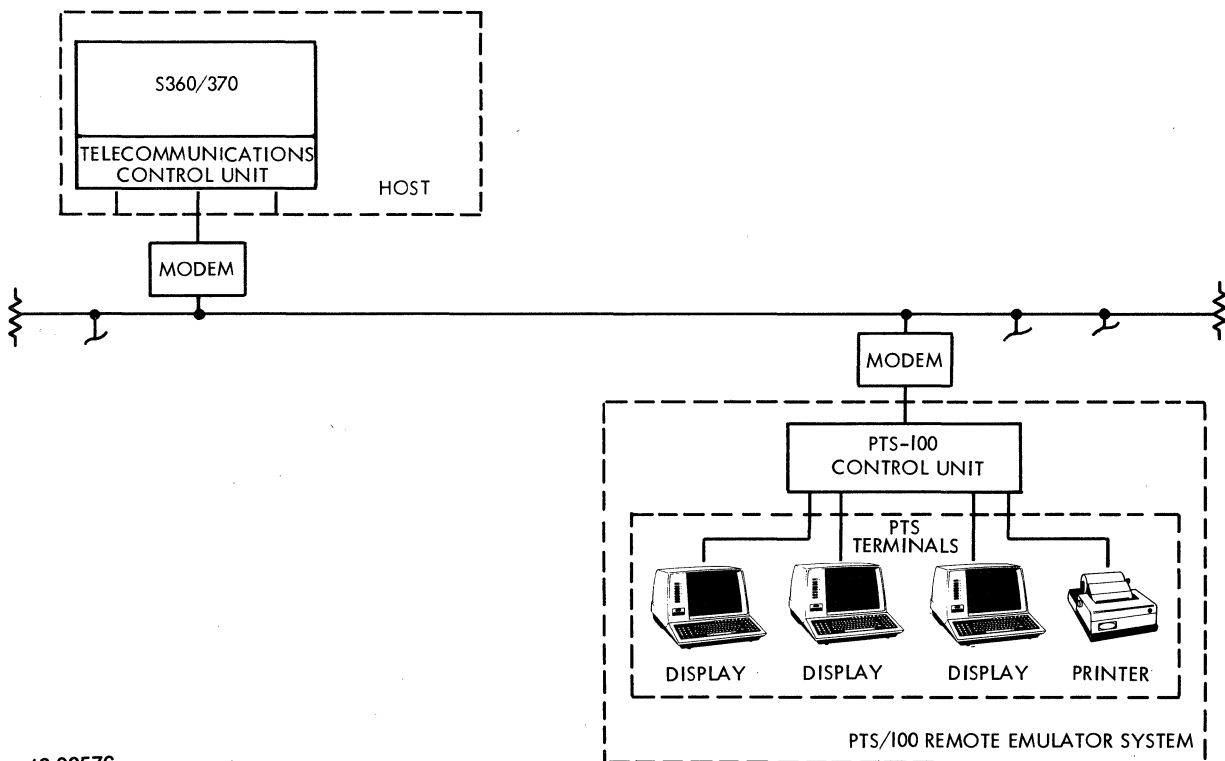 S360/370
TELECOMMUNICATIONS
CONTROL UNIT
HOST
MODEM
MODEM
PTS-100
CONTROL UNIT
PTS
TERMINALS
DISPLAY
DISPLAY
DISPLAY
PRINTER
PTS/100 REMOTE EMULATOR SYSTEM